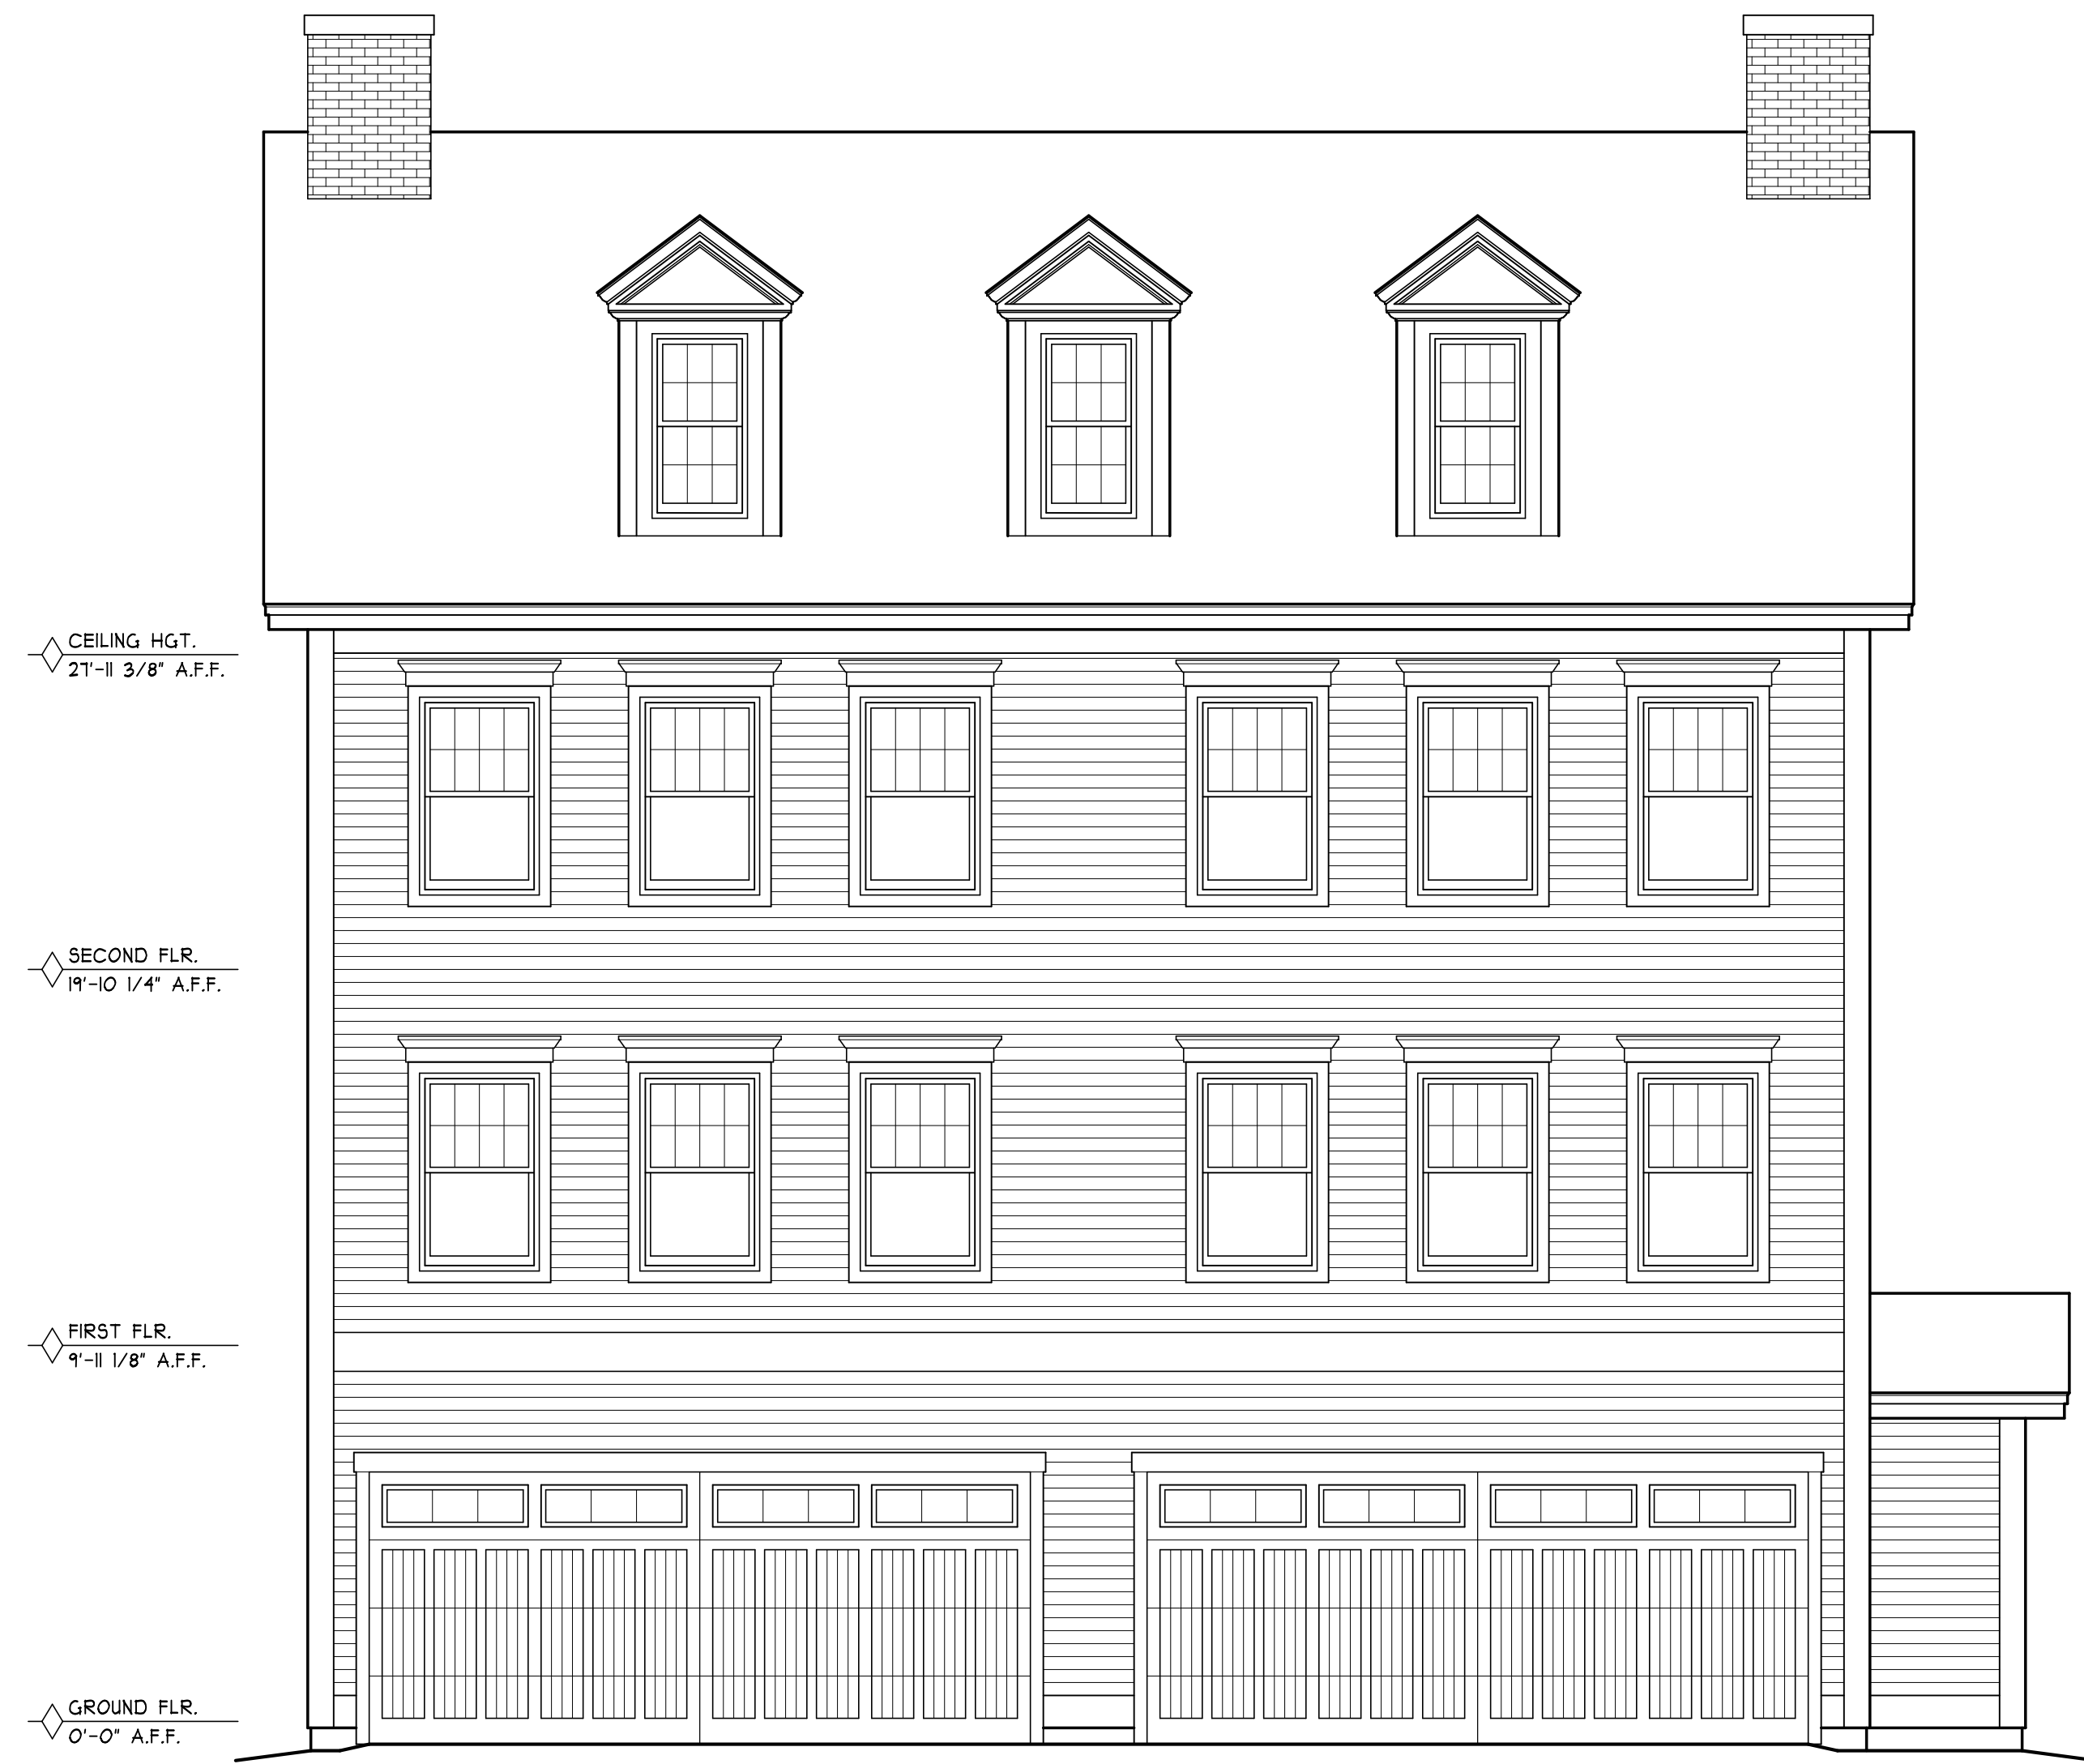 CEILING HGT.
27'-11 3/8" A.F.F.
SECOND FLR.
19'-10 1/4" A.F.F.
FIRST FLR.
9'-11 1/8" A.F.F.
GROUND FLR.
0'-0" A.F.F.